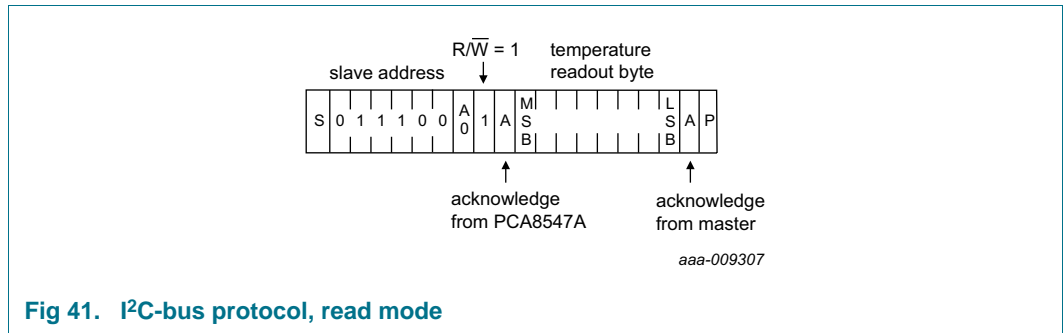 R/W̅ = 1
temperature
readout byte
slave address
S 0 1 1 1 0 0 A0 1 A MSB LSB A P
acknowledge
from PCA8547A
acknowledge
from master
aaa-009307
Fig 41. I²C-bus protocol, read mode